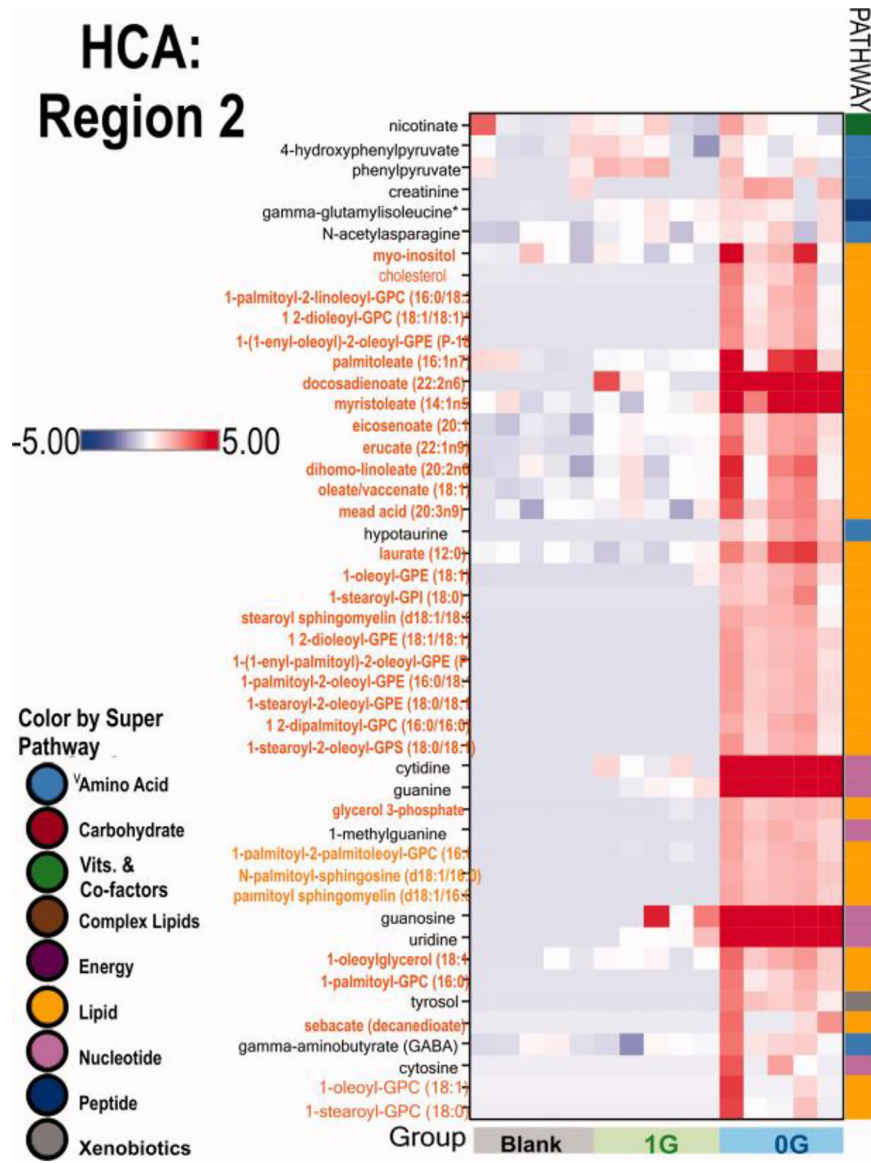 HCA:
Region 2
PATHWAY
nicotinate
4-hydroxyphenylpyruvate
phenylpyruvate
creatinine
gamma-glutamylisoleucine*
N-acetylasparagine
myo-inositol
cholesterol
1-palmitoyl-2-linoleoyl-GPC (16:0/18:2
1 2-dioleoyl-GPC (18:1/18:1)
1-(1-enyl-oleoyl)-2-oleoyl-GPE (P-18
palmitoleate (16:1n7)
docosadienoate (22:2n6)
myristoleate (14:1n5
eicosenoate (20:1
erucate (22:1n9)
dihomo-linoleate (20:2n6
oleate/vaccenate (18:1)
mead acid (20:3n9)
hypotaurine
laurate (12:0)
1-oleoyl-GPE (18:1)
1-stearoyl-GPI (18:0)
stearoyl sphingomyelin (d18:1/18:0
1 2-dioleoyl-GPE (18:1/18:1)
1-(1-enyl-palmitoyl)-2-oleoyl-GPE (P
1-palmitoyl-2-oleoyl-GPE (16:0/18:
1-stearoyl-2-oleoyl-GPE (18:0/18:1
1 2-dipalmitoyl-GPC (16:0/16:0)
1-stearoyl-2-oleoyl-GPS (18:0/18:1)
cytidine
guanine
glycerol 3-phosphate
1-methylguanine
1-palmitoyl-2-palmitoleoyl-GPC (16:0
N-palmitoyl-sphingosine (d18:1/16:0)
palmitoyl sphingomyelin (d18:1/16:0
guanosine
uridine
1-oleoylglycerol (18:1
1-palmitoyl-GPC (16:0)
tyrosol
sebacate (decanedioate)
gamma-aminobutyrate (GABA)
cytosine
1-oleoyl-GPC (18:1)
1-stearoyl-GPC (18:0)
-5.00 5.00
Color by Super
Pathway
Amino Acid
Carbohydrate
Vits. &
Co-factors
Complex Lipids
Energy
Lipid
Nucleotide
Peptide
Xenobiotics
Group Blank 1G 0G